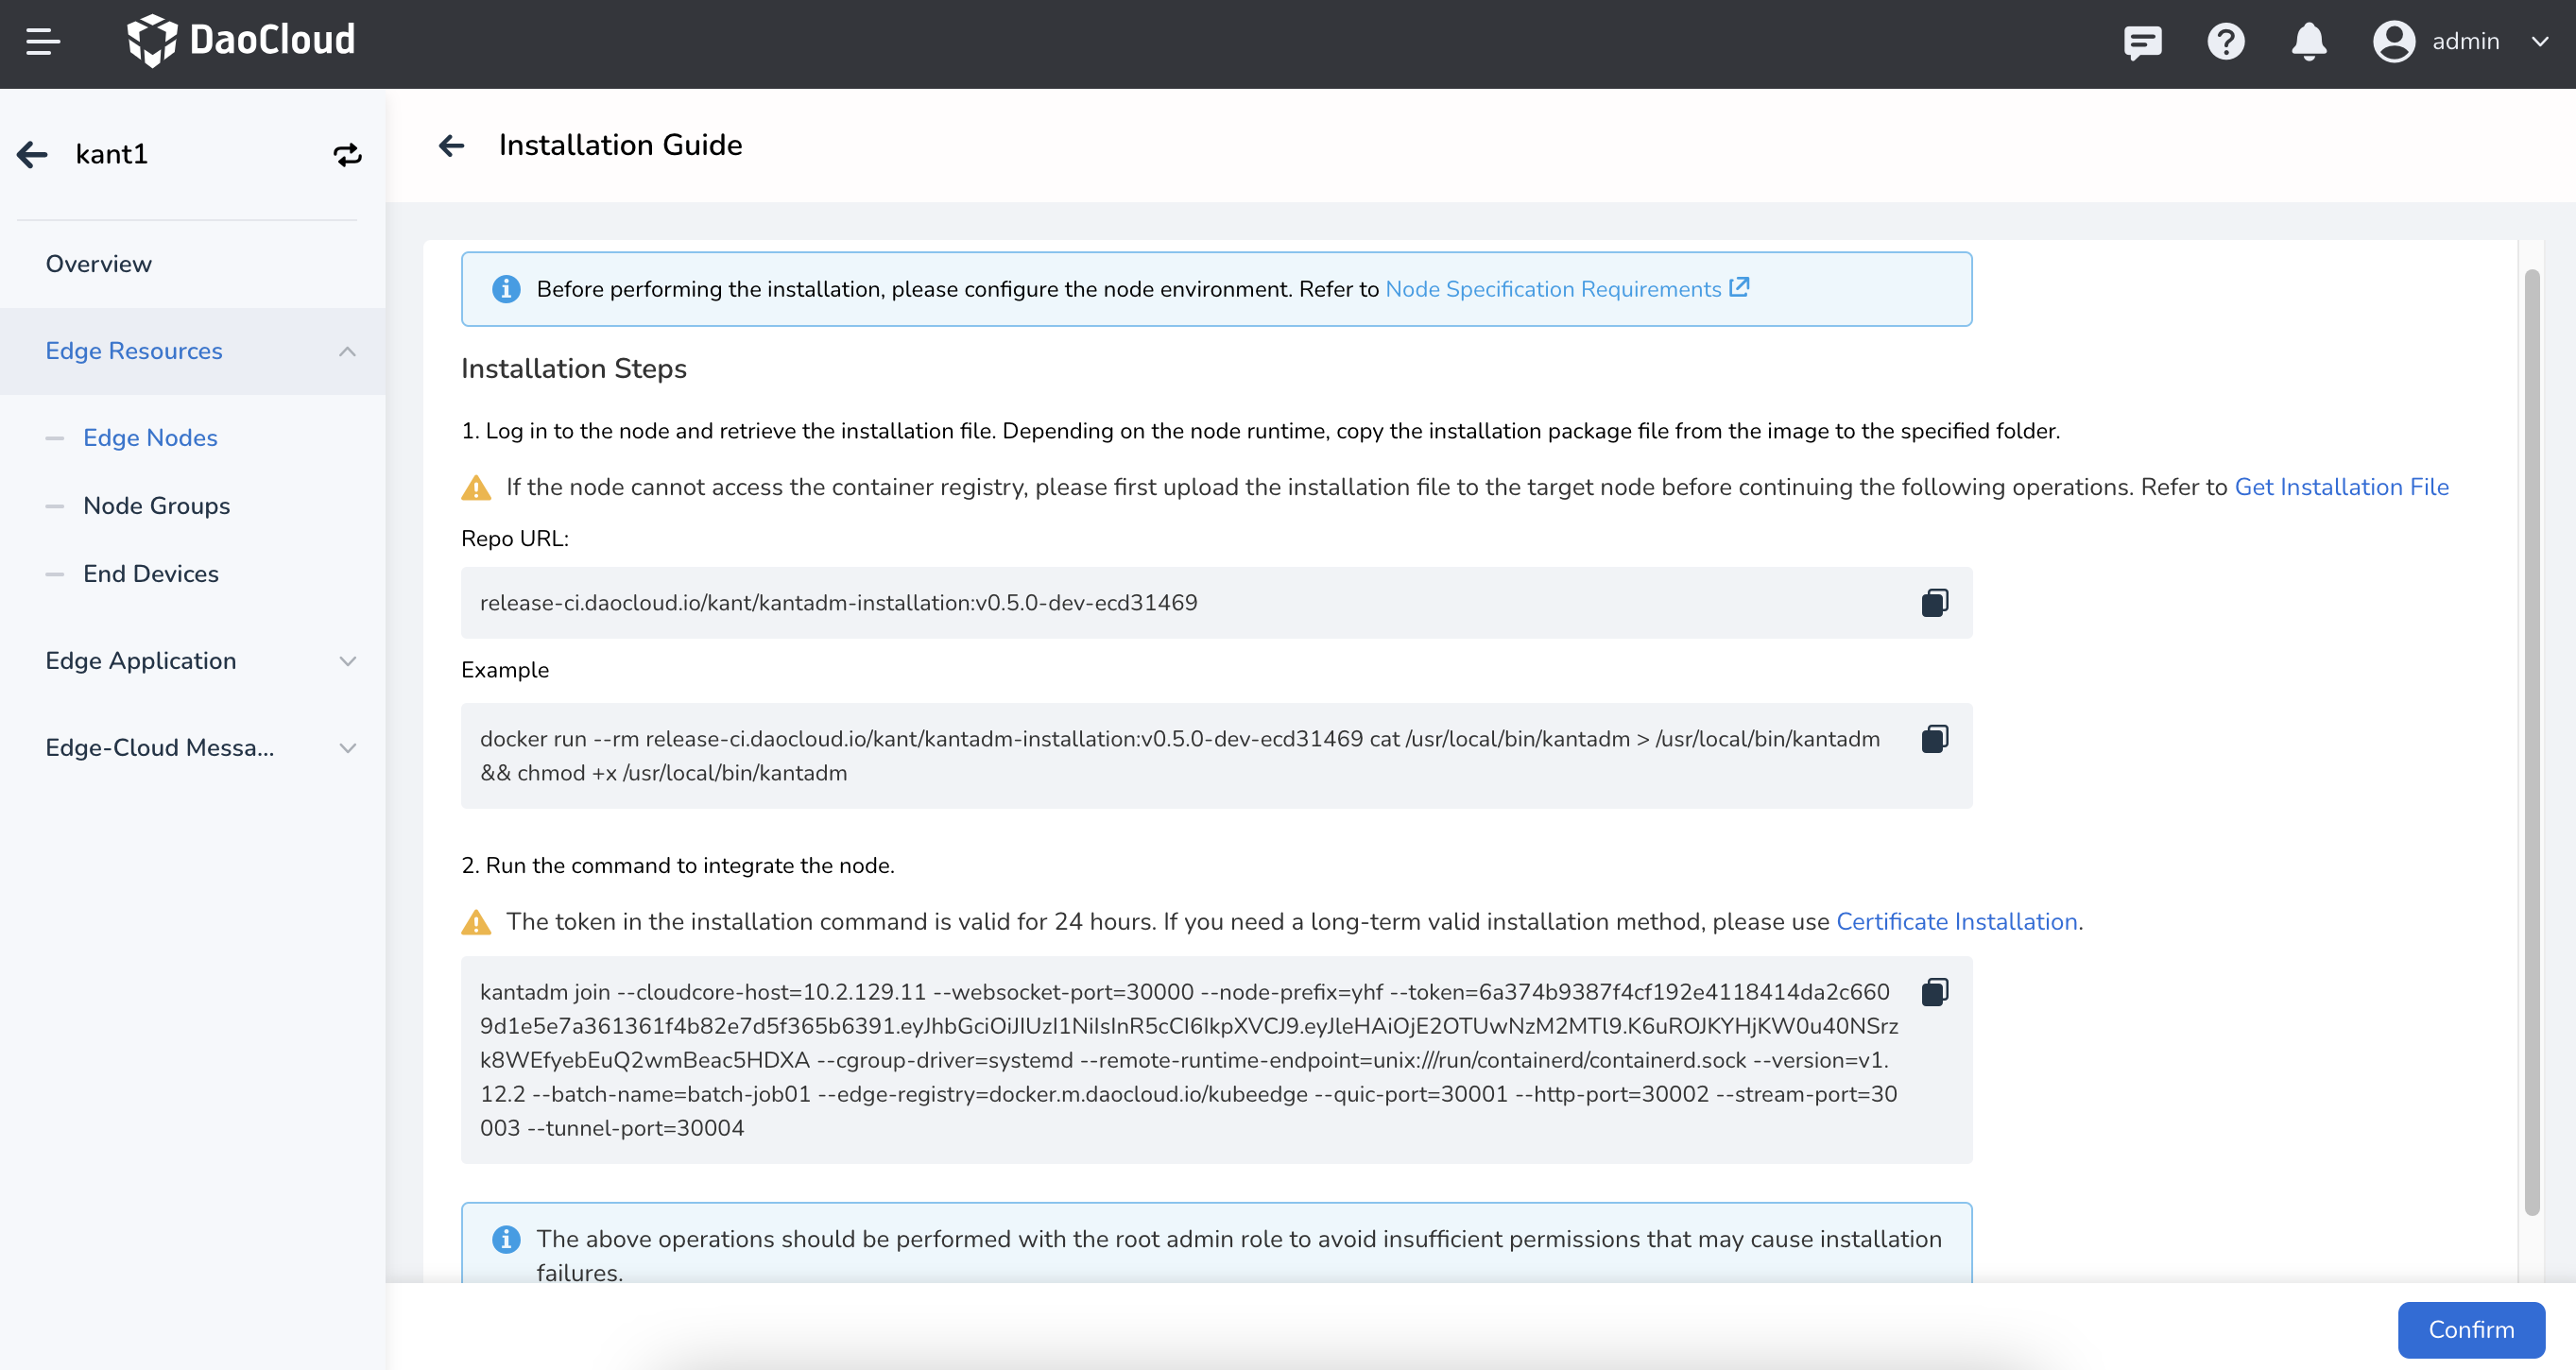 DaoCloud
admin
kant1
Overview
Edge Resources
Edge Nodes
Node Groups
End Devices
Edge Application
Edge-Cloud Messa...
Installation Guide
Before performing the installation, please configure the node environment. Refer to Node Specification Requirements
Installation Steps
1. Log in to the node and retrieve the installation file. Depending on the node runtime, copy the installation package file from the image to the specified folder.
If the node cannot access the container registry, please first upload the installation file to the target node before continuing the following operations. Refer to Get Installation File
Repo URL:
release-ci.daocloud.io/kant/kantadm-installation:v0.5.0-dev-ecd31469
Example
docker run --rm release-ci.daocloud.io/kant/kantadm-installation:v0.5.0-dev-ecd31469 cat /usr/local/bin/kantadm > /usr/local/bin/kantadm
&& chmod +x /usr/local/bin/kantadm
2. Run the command to integrate the node.
The token in the installation command is valid for 24 hours. If you need a long-term valid installation method, please use Certificate Installation.
kantadm join --cloudcore-host=10.2.129.11 --websocket-port=30000 --node-prefix=yhf --token=6a374b9387f4cf192e4118414da2c660
9d1e5e7a361361f4b82e7d5f365b6391.eyJhbGciOiJIUzI1NiIsInR5cCI6IkpXVCJ9.eyJleHAiOjE2OTUwNzM2MTl9.K6uROJKYHjKW0u40NSrz
k8WEfyebEuQ2wmBeac5HDXA --cgroup-driver=systemd --remote-runtime-endpoint=unix:///run/containerd/containerd.sock --version=v1.
12.2 --batch-name=batch-job01 --edge-registry=docker.m.daocloud.io/kubeedge --quic-port=30001 --http-port=30002 --stream-port=30
003 --tunnel-port=30004
The above operations should be performed with the root admin role to avoid insufficient permissions that may cause installation
failures.
Confirm